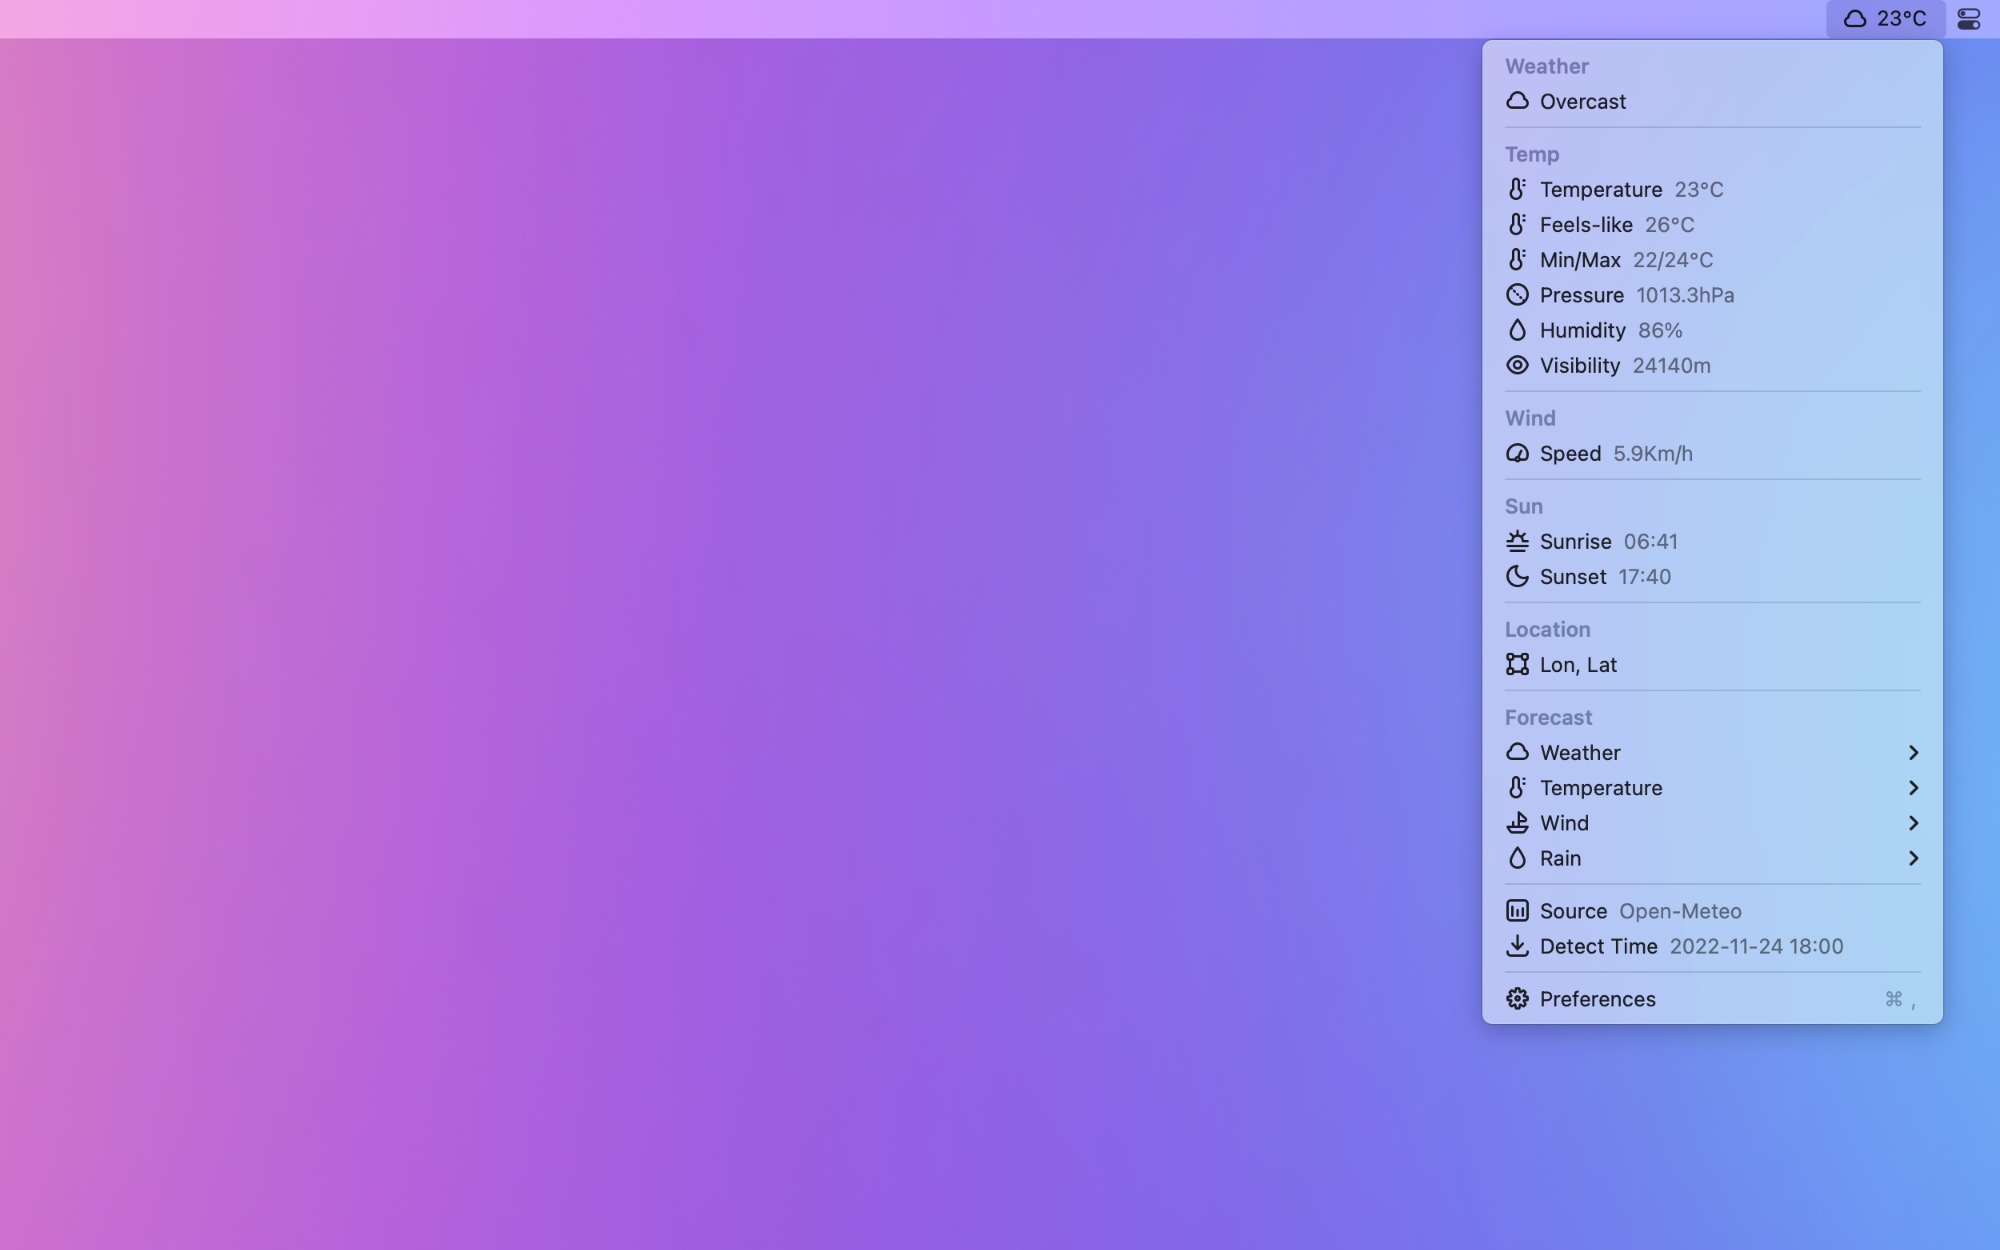 23°C
Weather
Overcast
Temp
Temperature 23°C
Feels-like 26°C
Min/Max 22/24°C
Pressure 1013.3hPa
Humidity 86%
Visibility 24140m
Wind
Speed 5.9Km/h
Sun
Sunrise 06:41
Sunset 17:40
Location
Lon, Lat
Forecast
Weather
Temperature
Wind
Rain
Source Open-Meteo
Detect Time 2022-11-24 18:00
Preferences ⌘ ,